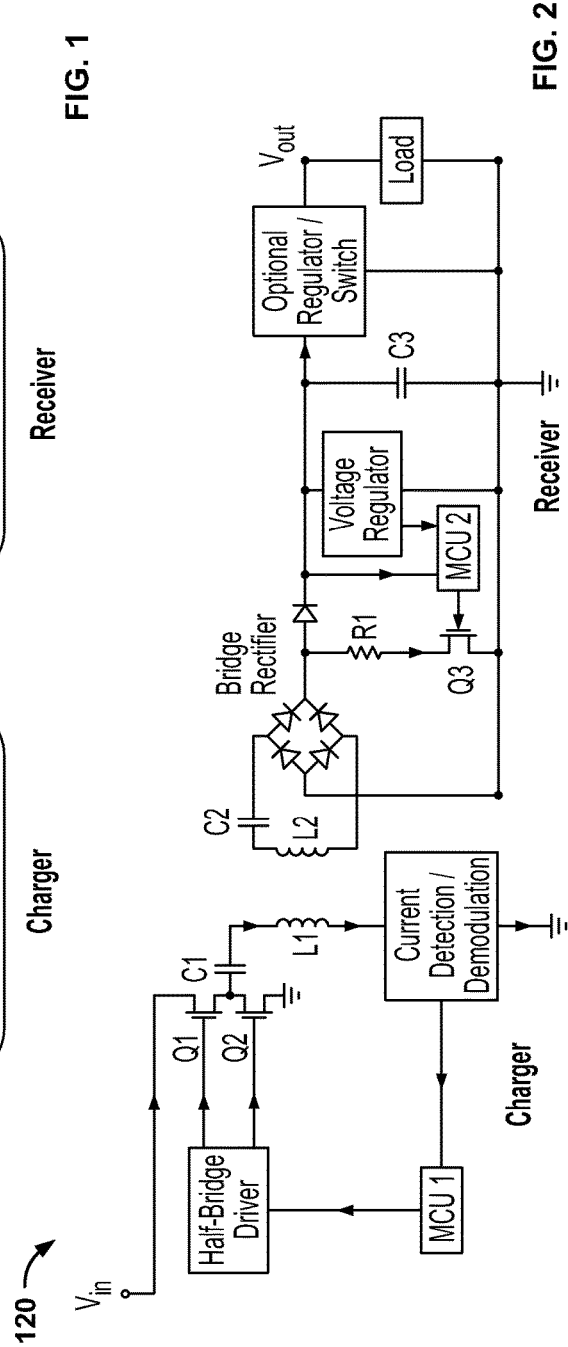 Charger
Receiver
FIG. 1
120
V_in
Half-Bridge
Driver
Q1
Q2
C1
L1
MCU 1
Current
Detection /
Demodulation
Charger
C2
L2
Bridge
Rectifier
R1
Q3
MCU 2
Voltage
Regulator
C3
Optional
Regulator /
Switch
V_out
Load
Receiver
FIG. 2